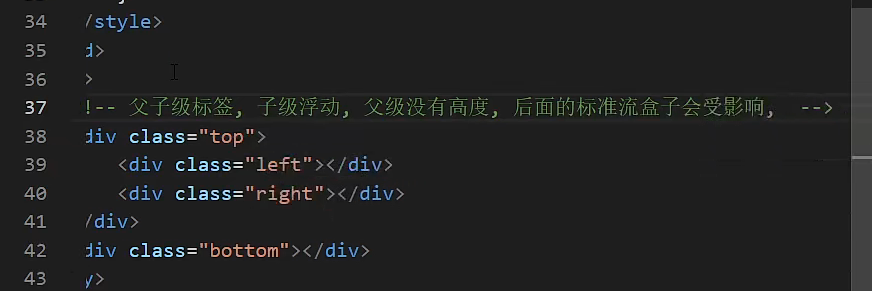 34 /style>
35 d>
36 >
37 !-- 父子级标签, 子级浮动, 父级没有高度, 后面的标准流盒子会受影响, -->
38 div class="top">
39 <div class="left"></div>
40 <div class="right"></div>
41 /div>
42 div class="bottom"></div>
43 y>